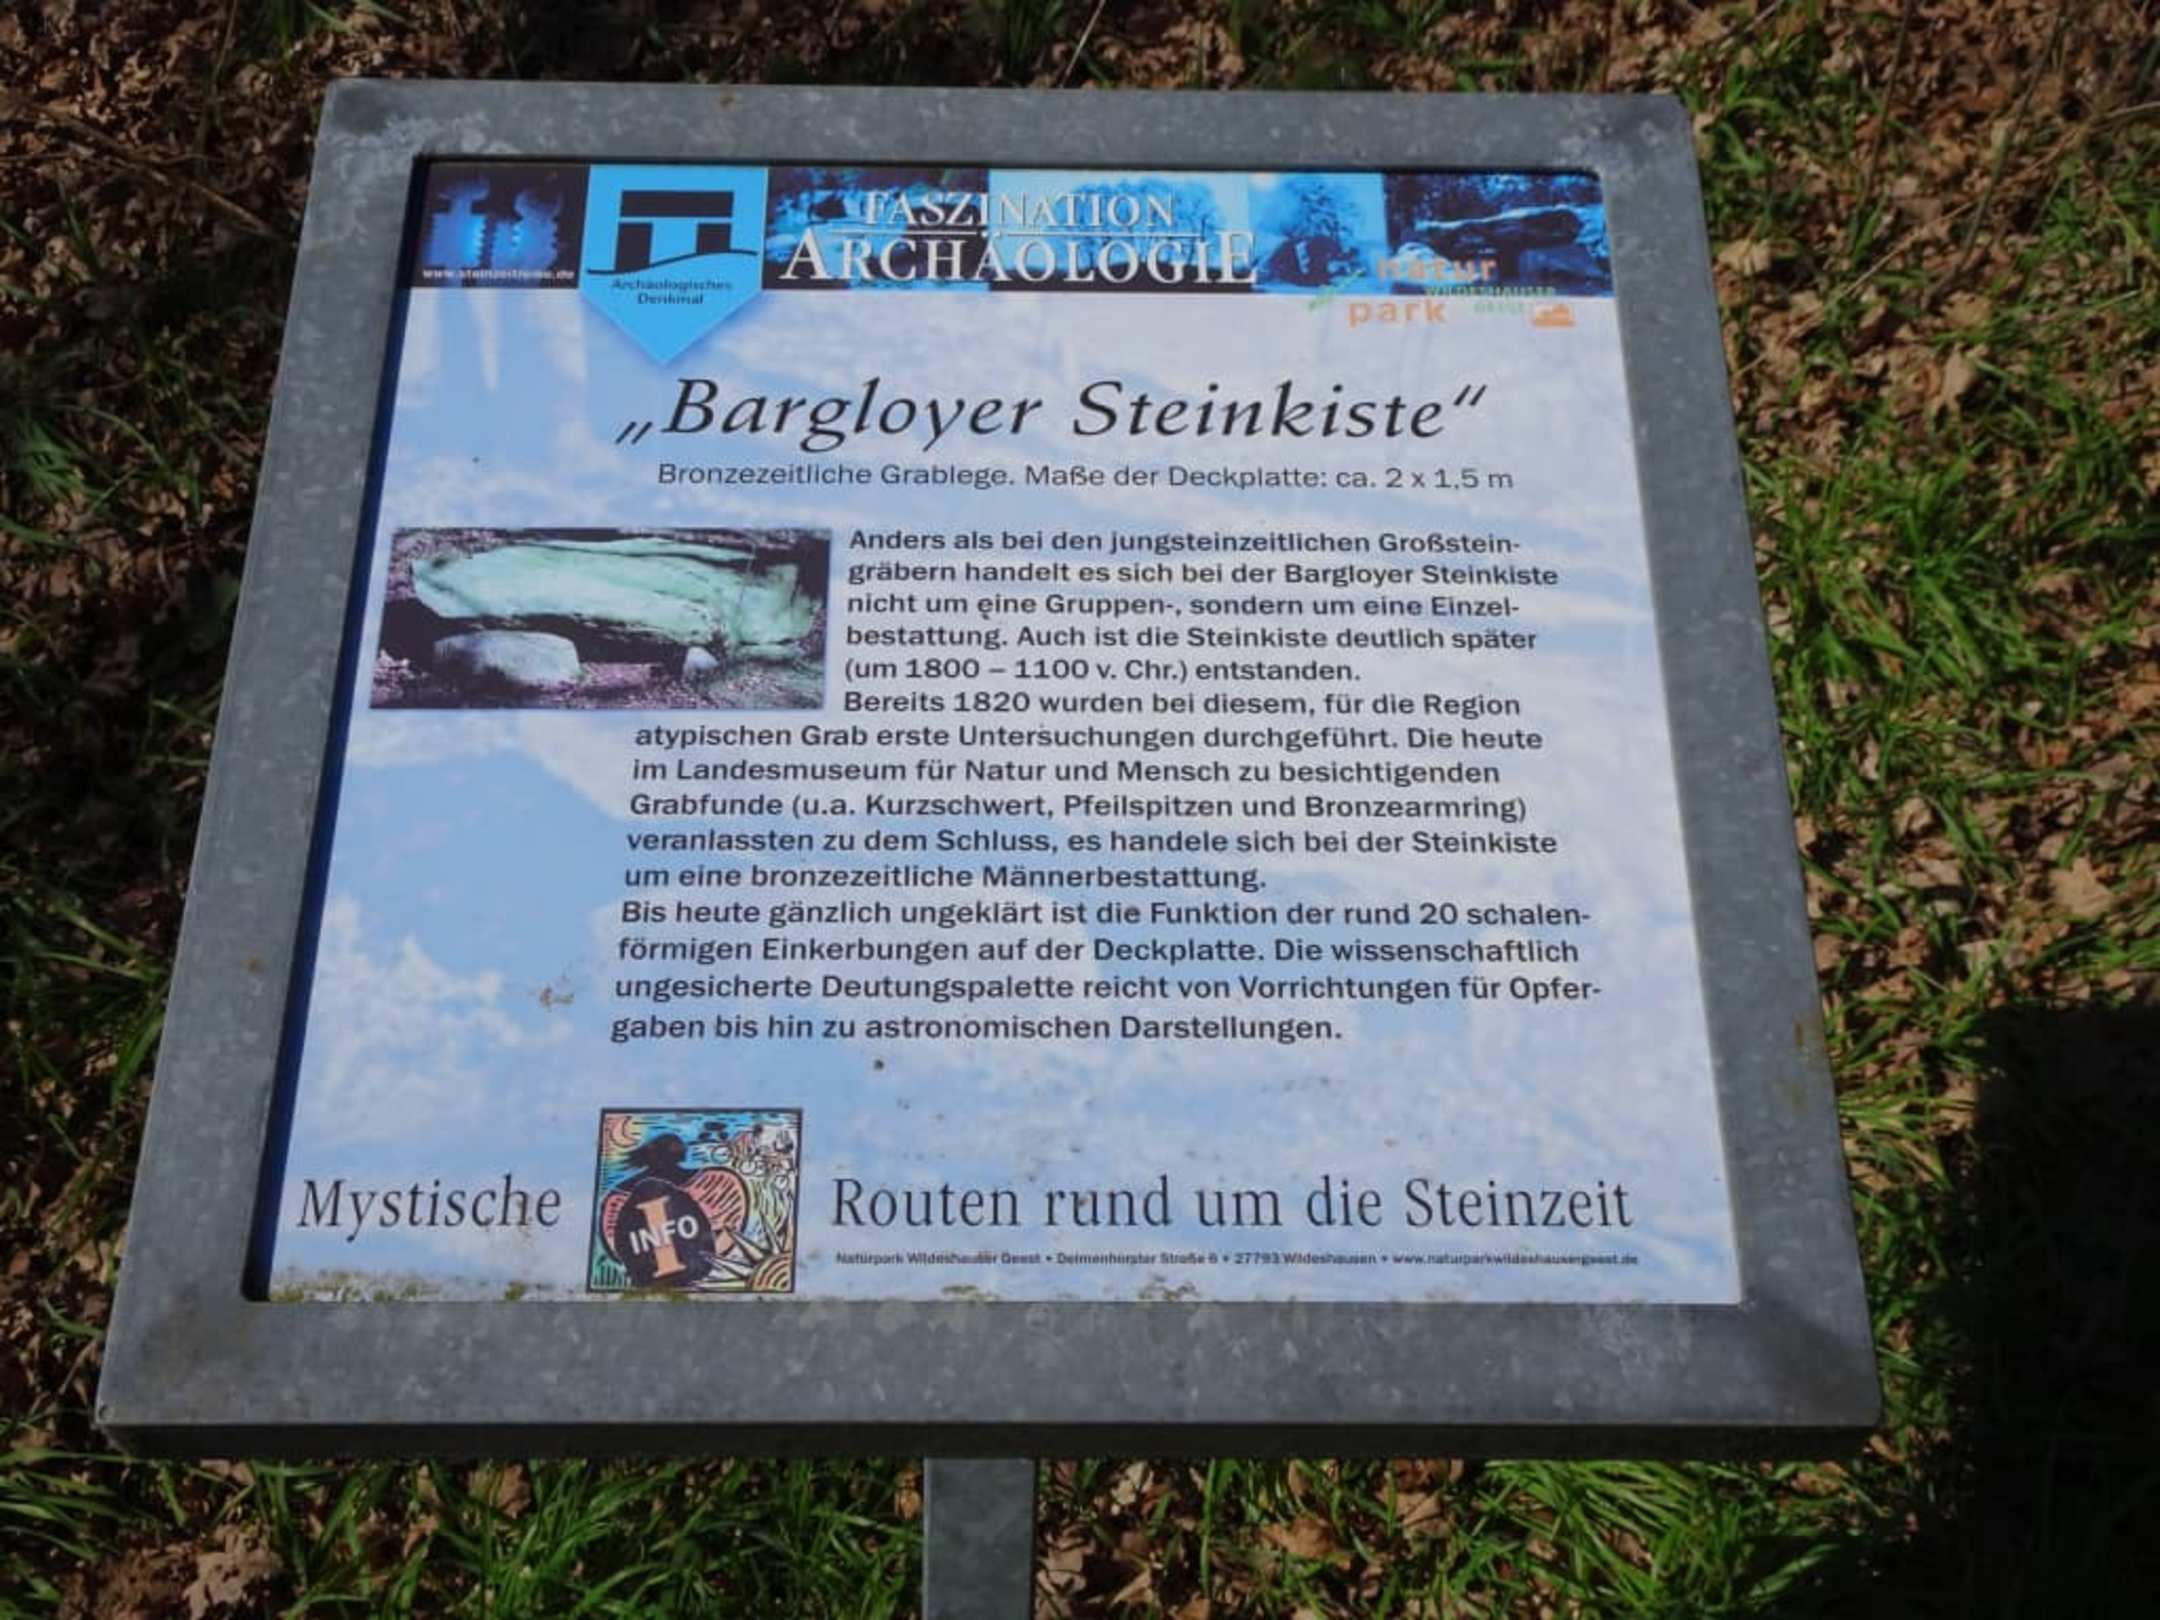 www.steinzeitreise.de
Archäologisches
Denkmal
FASZINATION
ARCHÄOLOGIE
natur
WILDESHAUSER
park GEEST
„Bargloyer Steinkiste“
Bronzezeitliche Grablege. Maße der Deckplatte: ca. 2 x 1,5 m
Anders als bei den jungsteinzeitlichen Großstein-
gräbern handelt es sich bei der Bargloyer Steinkiste
nicht um eine Gruppen-, sondern um eine Einzel-
bestattung. Auch ist die Steinkiste deutlich später
(um 1800 – 1100 v. Chr.) entstanden.
Bereits 1820 wurden bei diesem, für die Region
atypischen Grab erste Untersuchungen durchgeführt. Die heute
im Landesmuseum für Natur und Mensch zu besichtigenden
Grabfunde (u.a. Kurzschwert, Pfeilspitzen und Bronzearmring)
veranlassten zu dem Schluss, es handele sich bei der Steinkiste
um eine bronzezeitliche Männerbestattung.
Bis heute gänzlich ungeklärt ist die Funktion der rund 20 schalen-
förmigen Einkerbungen auf der Deckplatte. Die wissenschaftlich
ungesicherte Deutungspalette reicht von Vorrichtungen für Opfer-
gaben bis hin zu astronomischen Darstellungen.
Mystische Routen rund um die Steinzeit
I
INFO
Naturpark Wildeshauser Geest • Delmenhorster Straße 6 • 27793 Wildeshausen • www.naturparkwildeshausergeest.de